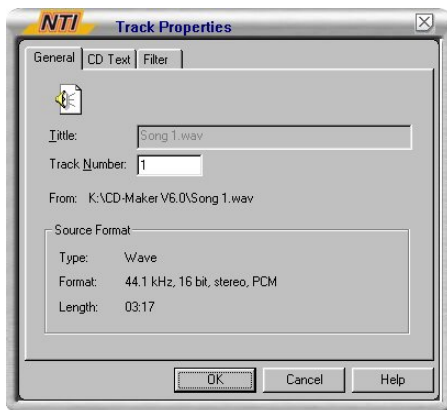 NTI Track Properties
General CD Text Filter
Tittle: Song 1.wav
Track Number: 1
From: K:\CD-Maker V6.0\Song 1.wav
Source Format
Type: Wave
Format: 44.1 kHz, 16 bit, stereo, PCM
Length: 03:17
OK Cancel Help